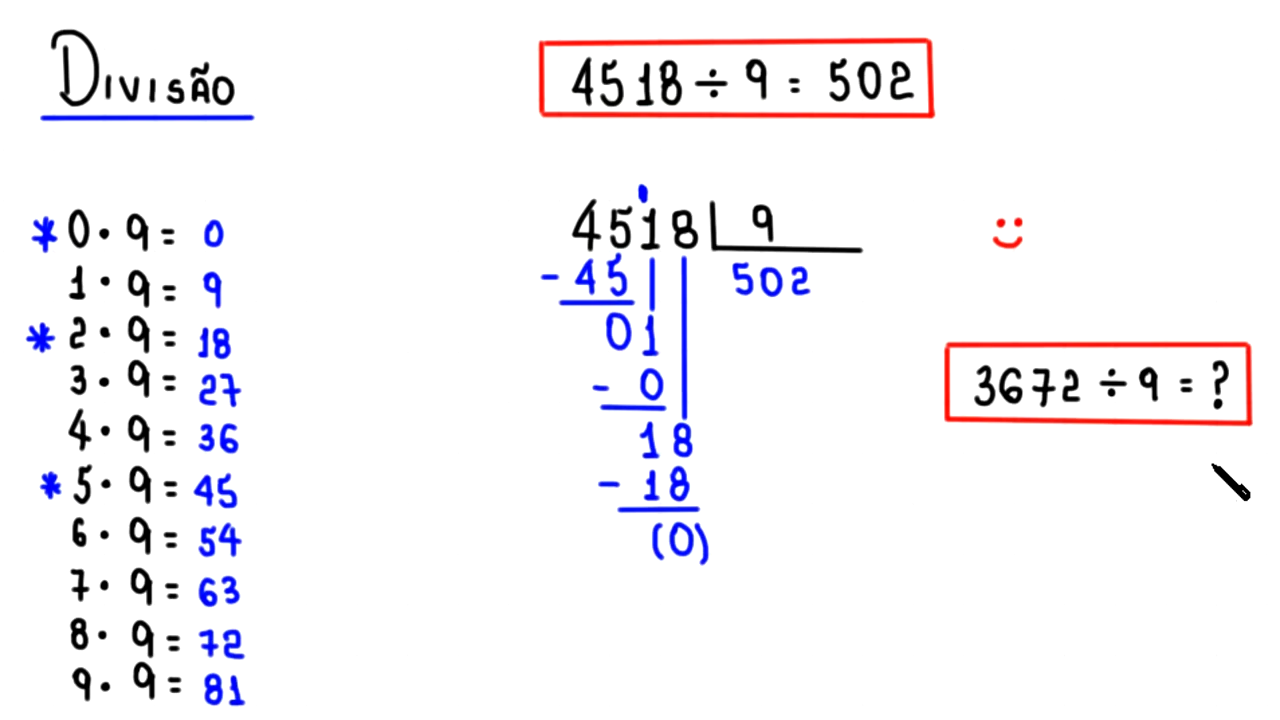 DIVISÃO
4518 ÷ 9 = 502
* 0 · 9 = 0
1 · 9 = 9
* 2 · 9 = 18
3 · 9 = 27
4 · 9 = 36
* 5 · 9 = 45
6 · 9 = 54
7 · 9 = 63
8 · 9 = 72
9 · 9 = 81
4518 9
- 45 502
01
- 0
18
- 18
(0)
3672 ÷ 9 = ?